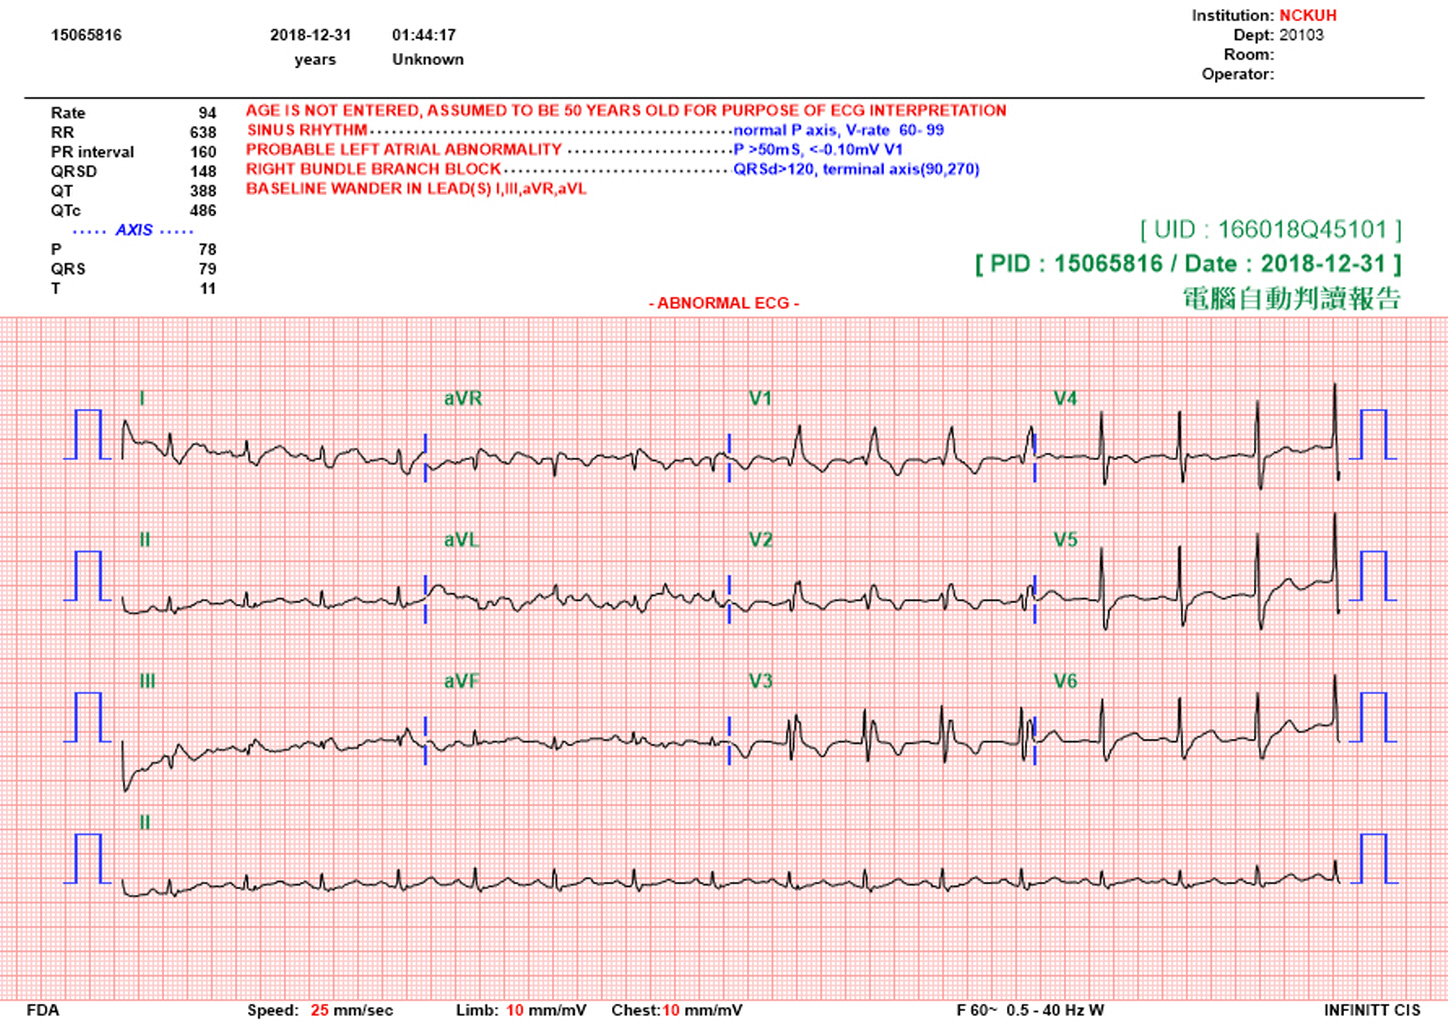 Institution: NCKUH
15065816 2018-12-31 01:44:17 Dept: 20103
years Unknown Room:
Operator:
Rate 94 AGE IS NOT ENTERED, ASSUMED TO BE 50 YEARS OLD FOR PURPOSE OF ECG INTERPRETATION
RR 638 SINUS RHYTHM normal P axis, V-rate 60- 99
PR interval 160 PROBABLE LEFT ATRIAL ABNORMALITY P >50mS, <-0.10mV V1
QRSD 148 RIGHT BUNDLE BRANCH BLOCK QRSd>120, terminal axis(90,270)
QT 388 BASELINE WANDER IN LEAD(S) I,III,aVR,aVL
QTc 486
..... AXIS .....
P 78
QRS 79
T 11
[ UID : 166018Q45101 ]
[ PID : 15065816 / Date : 2018-12-31 ]
電腦自動判讀報告
- ABNORMAL ECG -
I aVR V1 V4
II aVL V2 V5
III aVF V3 V6
II
FDA Speed: 25 mm/sec Limb: 10 mm/mV Chest:10 mm/mV F 60~ 0.5 - 40 Hz W INFINITT CIS